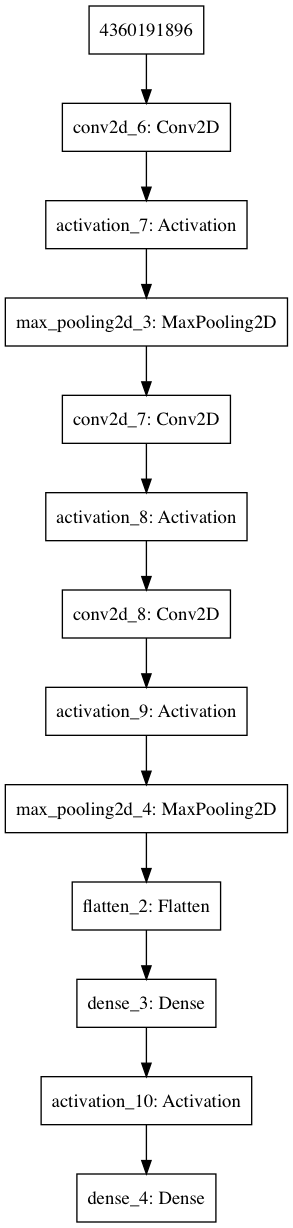 4360191896
conv2d_6: Conv2D
activation_7: Activation
max_pooling2d_3: MaxPooling2D
conv2d_7: Conv2D
activation_8: Activation
conv2d_8: Conv2D
activation_9: Activation
max_pooling2d_4: MaxPooling2D
flatten_2: Flatten
dense_3: Dense
activation_10: Activation
dense_4: Dense